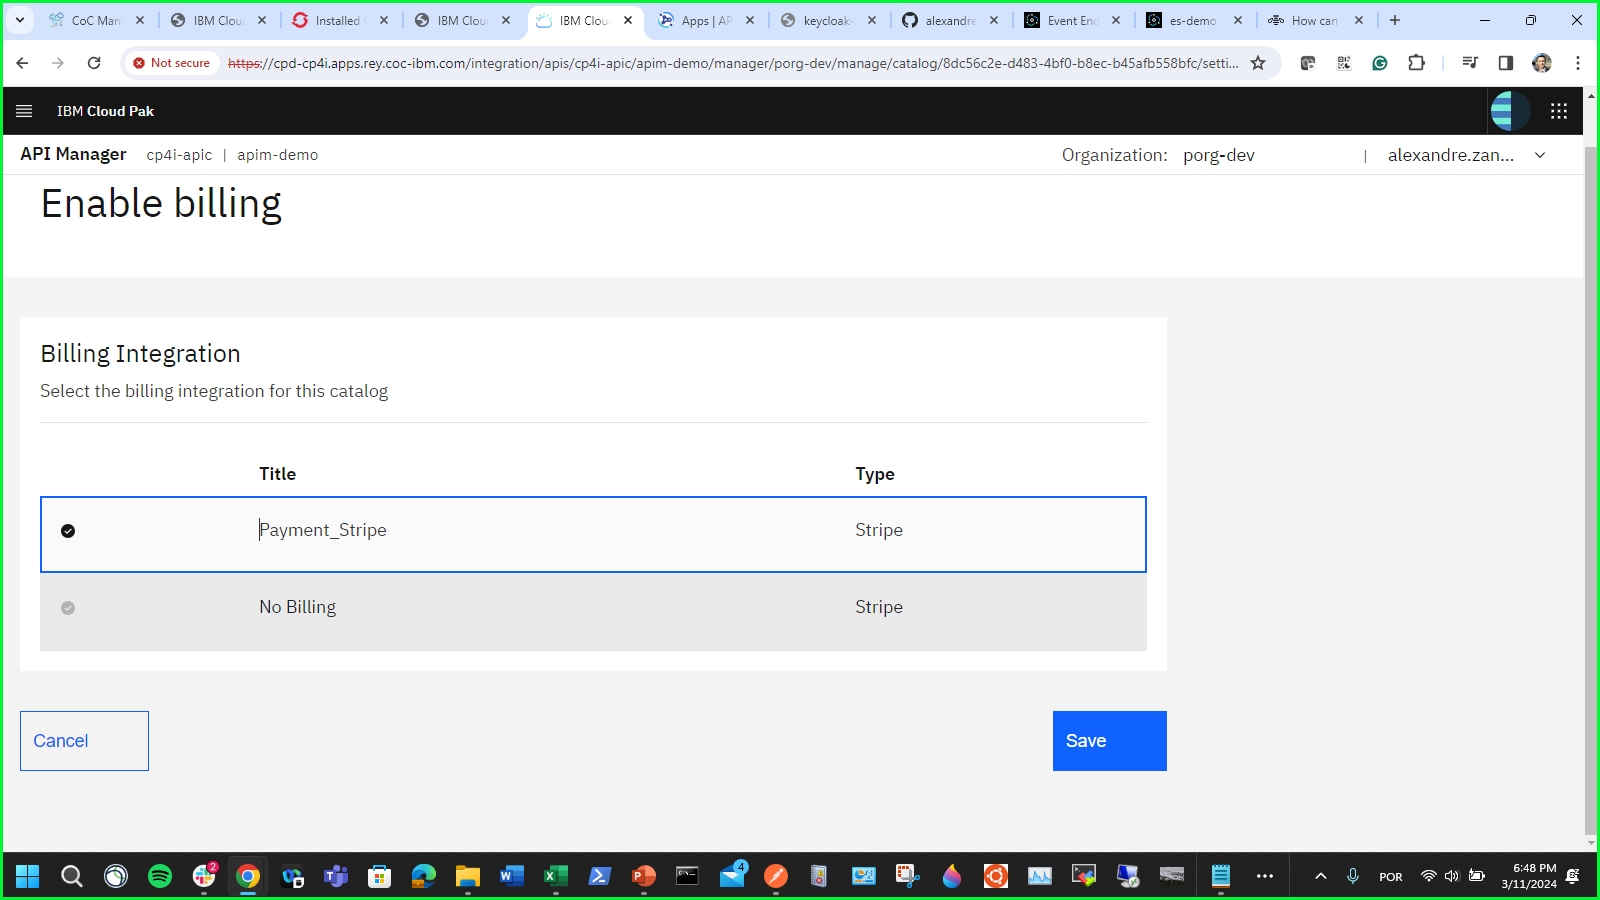 CoC Man
IBM Clou
Installed
IBM Clou
IBM Clou
Apps | AP
keycloak-
alexandre
Event End
es-demo
How can
Not secure
https://cpd-cp4i.apps.rey.coc-ibm.com/integration/apis/cp4i-apic/apim-demo/manager/porg-dev/manage/catalog/8dc56c2e-d483-4bf0-b8ec-b45afb558bfc/setti...
IBM Cloud Pak
API Manager cp4i-apic | apim-demo
Organization: porg-dev | alexandre.zan...
Enable billing
Billing Integration
Select the billing integration for this catalog
Title Type
Payment_Stripe Stripe
No Billing Stripe
Cancel
Save
2
4
POR
6:48 PM
3/11/2024